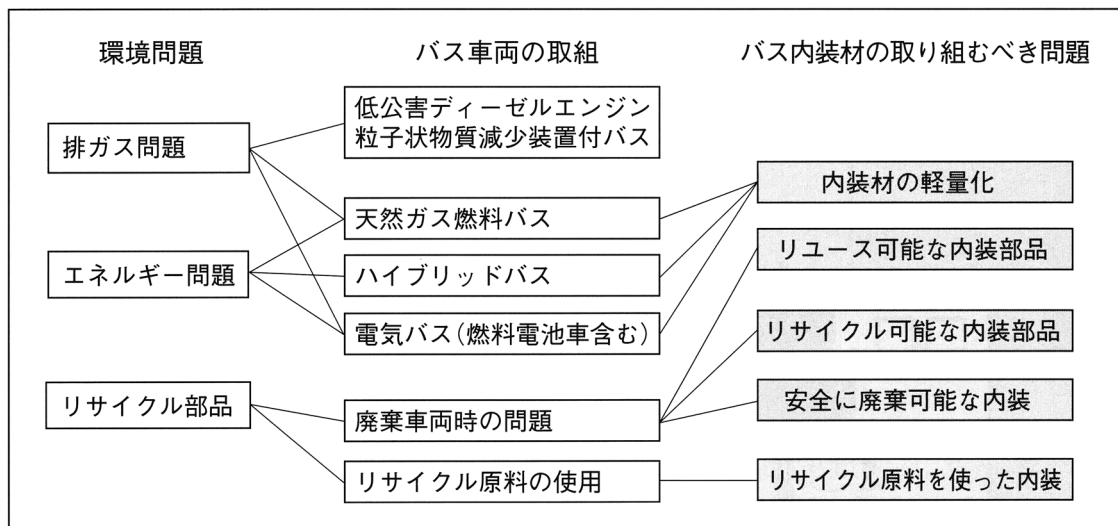 環境問題
バス車両の取組
バス内装材の取り組むべき問題
排ガス問題
エネルギー問題
リサイクル部品
低公害ディーゼルエンジン
粒子状物質減少装置付バス
天然ガス燃料バス
ハイブリッドバス
電気バス(燃料電池車含む)
廃棄車両時の問題
リサイクル原料の使用
内装材の軽量化
リユース可能な内装部品
リサイクル可能な内装部品
安全に廃棄可能な内装
リサイクル原料を使った内装